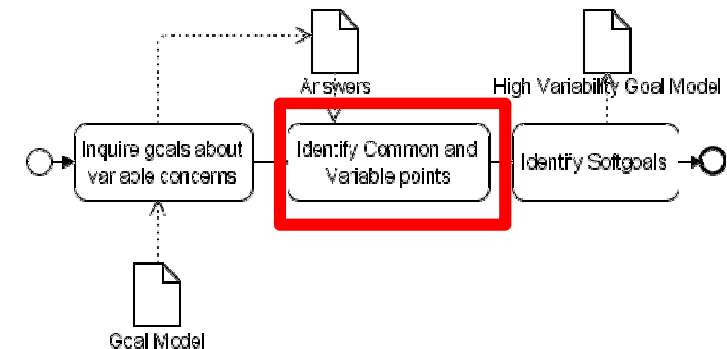 Answers
High Variability Goal Model
Inquire goals about
variable concerns
Identify Common and
Variable points
Identify Softgoals
Goal Model